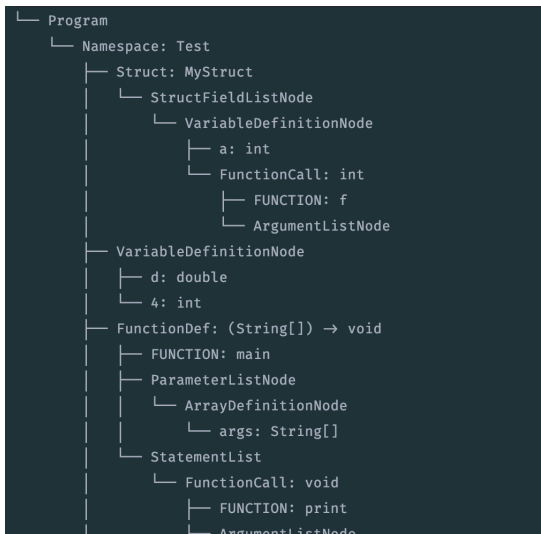 └── Program
    └── Namespace: Test
        ├── Struct: MyStruct
        │   └── StructFieldListNode
        │       └── VariableDefinitionNode
        │           ├── a: int
        │           └── FunctionCall: int
        │               ├── FUNCTION: f
        │               └── ArgumentListNode
        ├── VariableDefinitionNode
        │   ├── d: double
        │   └── 4: int
        ├── FunctionDef: (String[]) → void
        │   ├── FUNCTION: main
        │   ├── ParameterListNode
        │   │   └── ArrayDefinitionNode
        │   │       └── args: String[]
        │   └── StatementList
        │       └── FunctionCall: void
        │           ├── FUNCTION: print
        │           └── ArgumentListNode